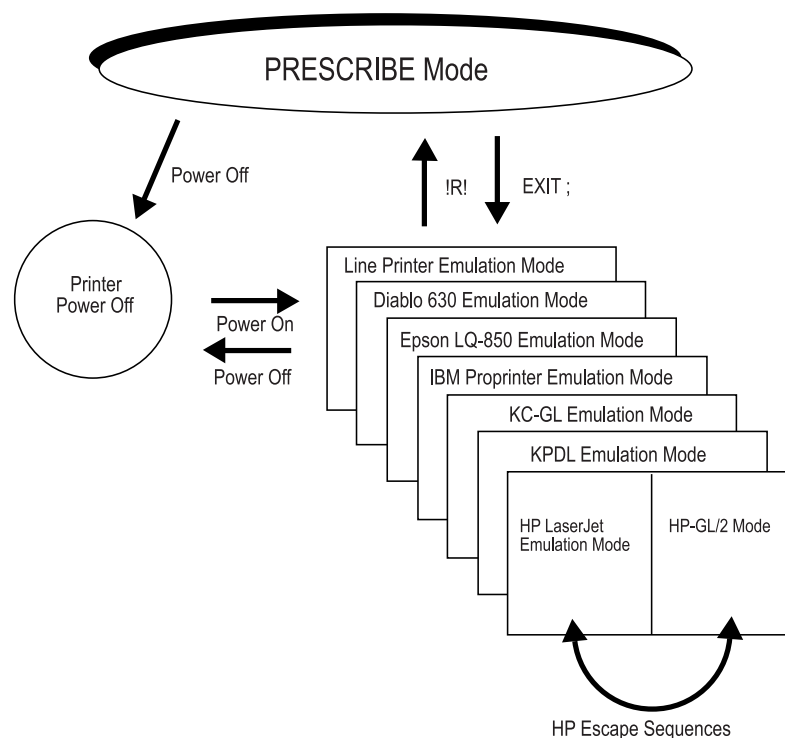 PRESCRIBE Mode
Power Off
!R!
EXIT ;
Printer
Power Off
Power On
Power Off
Line Printer Emulation Mode
Diablo 630 Emulation Mode
Epson LQ-850 Emulation Mode
IBM Proprinter Emulation Mode
KC-GL Emulation Mode
KPDL Emulation Mode
HP LaserJet
Emulation Mode
HP-GL/2 Mode
HP Escape Sequences